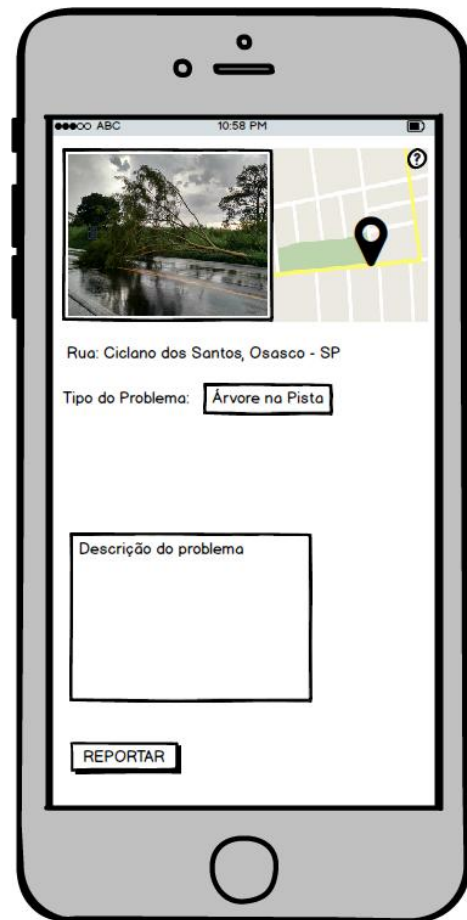 ABC 10:58 PM
?
Rua: Ciclano dos Santos, Osasco - SP
Tipo do Problema: Árvore na Pista
Descrição do problema
REPORTAR